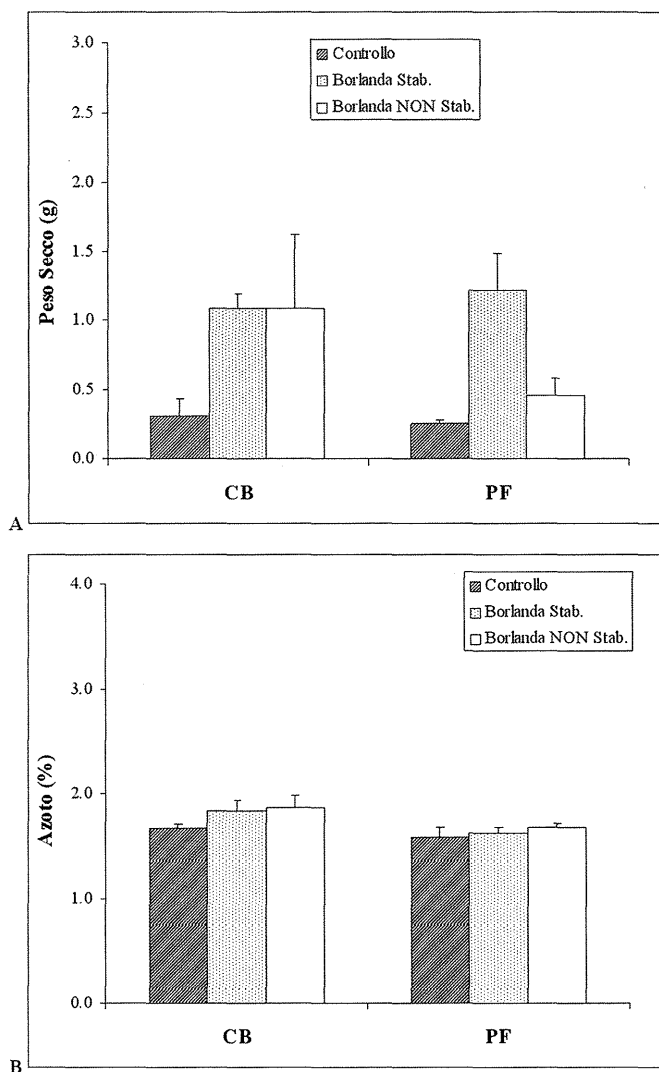 3.0
2.5
2.0
1.5
1.0
0.5
0.0
Peso Secco (g)
Controllo
Borlanda Stab.
Borlanda NON Stab.
CB
PF
A
4.0
3.0
2.0
1.0
0.0
Azoto (%)
Controllo
Borlanda Stab.
Borlanda NON Stab.
CB
PF
B